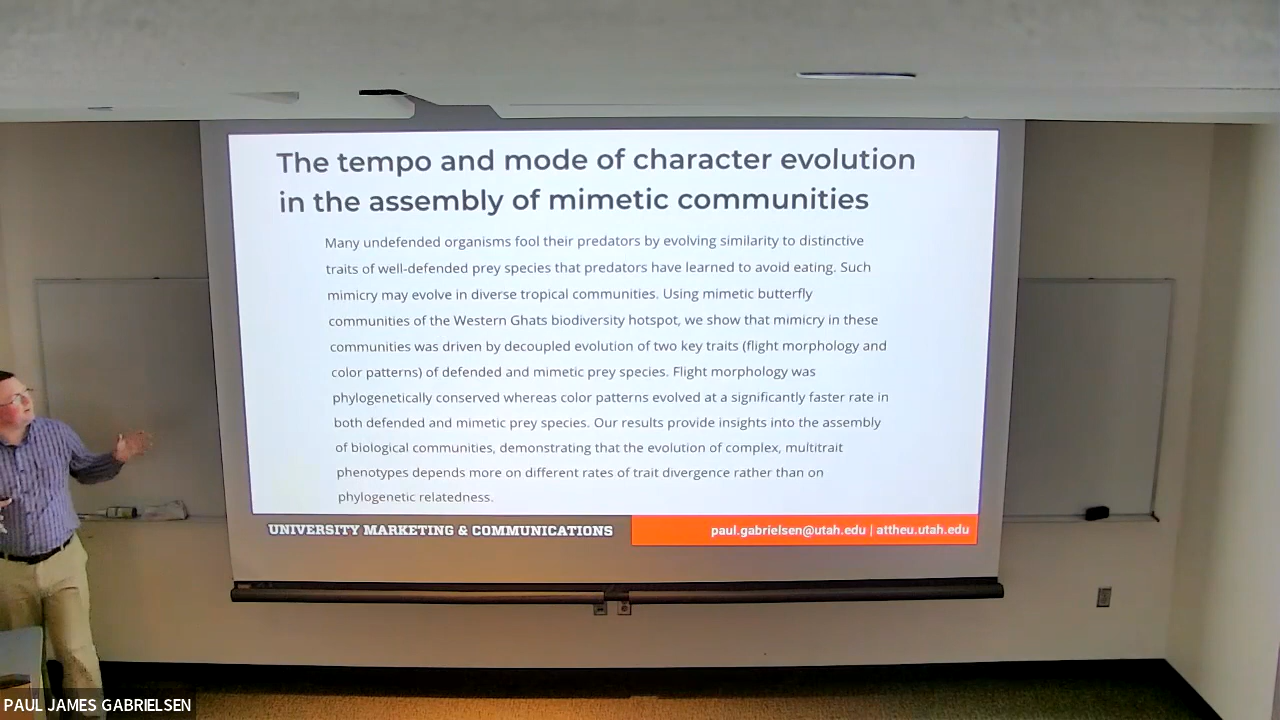 The tempo and mode of character evolution
in the assembly of mimetic communities
Many undefended organisms fool their predators by evolving similarity to distinctive
traits of well-defended prey species that predators have learned to avoid eating. Such
mimicry may evolve in diverse tropical communities. Using mimetic butterfly
communities of the Western Ghats biodiversity hotspot, we show that mimicry in these
communities was driven by decoupled evolution of two key traits (flight morphology and
color patterns) of defended and mimetic prey species. Flight morphology was
phylogenetically conserved whereas color patterns evolved at a significantly faster rate in
both defended and mimetic prey species. Our results provide insights into the assembly
of biological communities, demonstrating that the evolution of complex, multitrait
phenotypes depends more on different rates of trait divergence rather than on
phylogenetic relatedness.
UNIVERSITY MARKETING & COMMUNICATIONS
paul.gabrielsen@utah.edu | attheu.utah.edu
PAUL JAMES GABRIELSEN